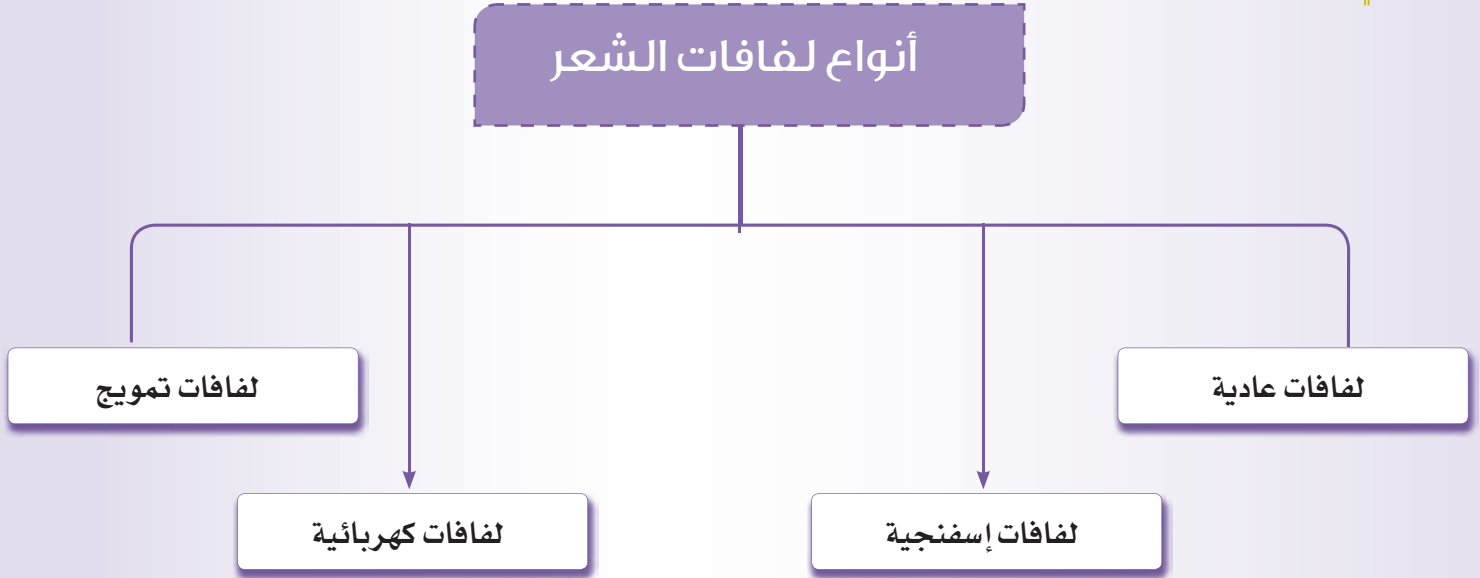 أنواع لفافات الشعر
لفافات عادية
لفافات إسفنجية
لفافات كهربائية
لفافات تمويج